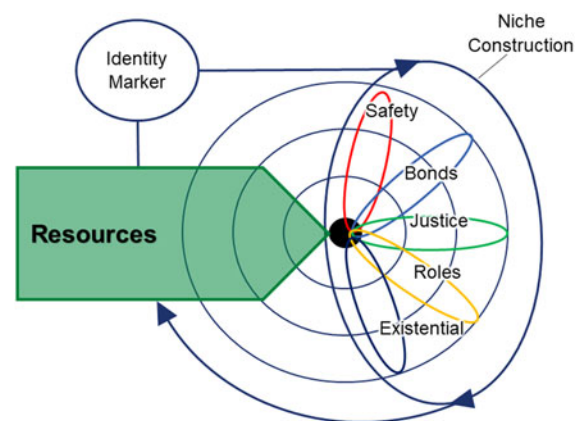 Niche
Construction
Identity
Marker
Safety
Bonds
Resources
Justice
Roles
Existential